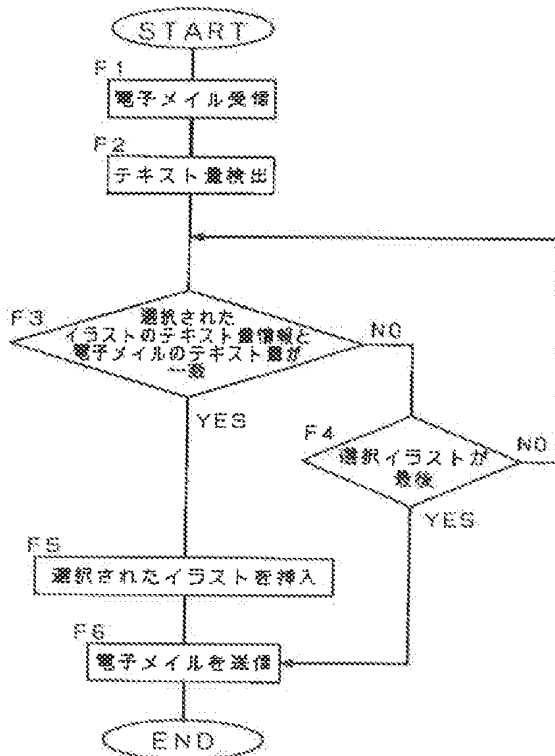 START
F1
電子メイル受信
F2
テキスト量検出
F3
選択された
イラストのテキスト量情報と
電子メイルのテキスト量が
一致
NO
YES
F4
選択イラストが
最後
NO
YES
F5
選択されたイラストを挿入
F6
電子メイルを送信
END